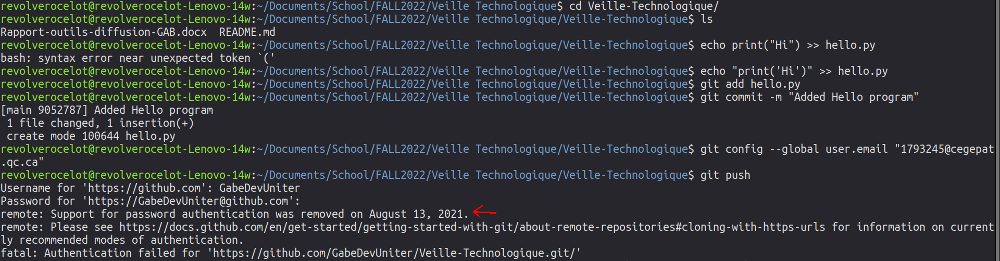 revolverocelot@revolverocelot-Lenovo-14w:~/Documents/School/FALL2022/Veille Technologique$ cd Veille-Technologique/
revolverocelot@revolverocelot-Lenovo-14w:~/Documents/School/FALL2022/Veille Technologique/Veille-Technologique$ ls
Rapport-outils-diffusion-GAB.docx  README.md
revolverocelot@revolverocelot-Lenovo-14w:~/Documents/School/FALL2022/Veille Technologique/Veille-Technologique$ echo print("Hi") >> hello.py
bash: syntax error near unexpected token `('
revolverocelot@revolverocelot-Lenovo-14w:~/Documents/School/FALL2022/Veille Technologique/Veille-Technologique$ echo "print('Hi')" >> hello.py
revolverocelot@revolverocelot-Lenovo-14w:~/Documents/School/FALL2022/Veille Technologique/Veille-Technologique$ git add hello.py
revolverocelot@revolverocelot-Lenovo-14w:~/Documents/School/FALL2022/Veille Technologique/Veille-Technologique$ git commit -m "Added Hello program"
[main 9052787] Added Hello program
 1 file changed, 1 insertion(+)
 create mode 100644 hello.py
revolverocelot@revolverocelot-Lenovo-14w:~/Documents/School/FALL2022/Veille Technologique/Veille-Technologique$ git config --global user.email "1793245@cegepat
.qc.ca"
revolverocelot@revolverocelot-Lenovo-14w:~/Documents/School/FALL2022/Veille Technologique/Veille-Technologique$ git push
Username for 'https://github.com': GabeDevUniter
Password for 'https://GabeDevUniter@github.com':
remote: Support for password authentication was removed on August 13, 2021.
remote: Please see https://docs.github.com/en/get-started/getting-started-with-git/about-remote-repositories#cloning-with-https-urls for information on current
ly recommended modes of authentication.
fatal: Authentication failed for 'https://github.com/GabeDevUniter/Veille-Technologique.git/'